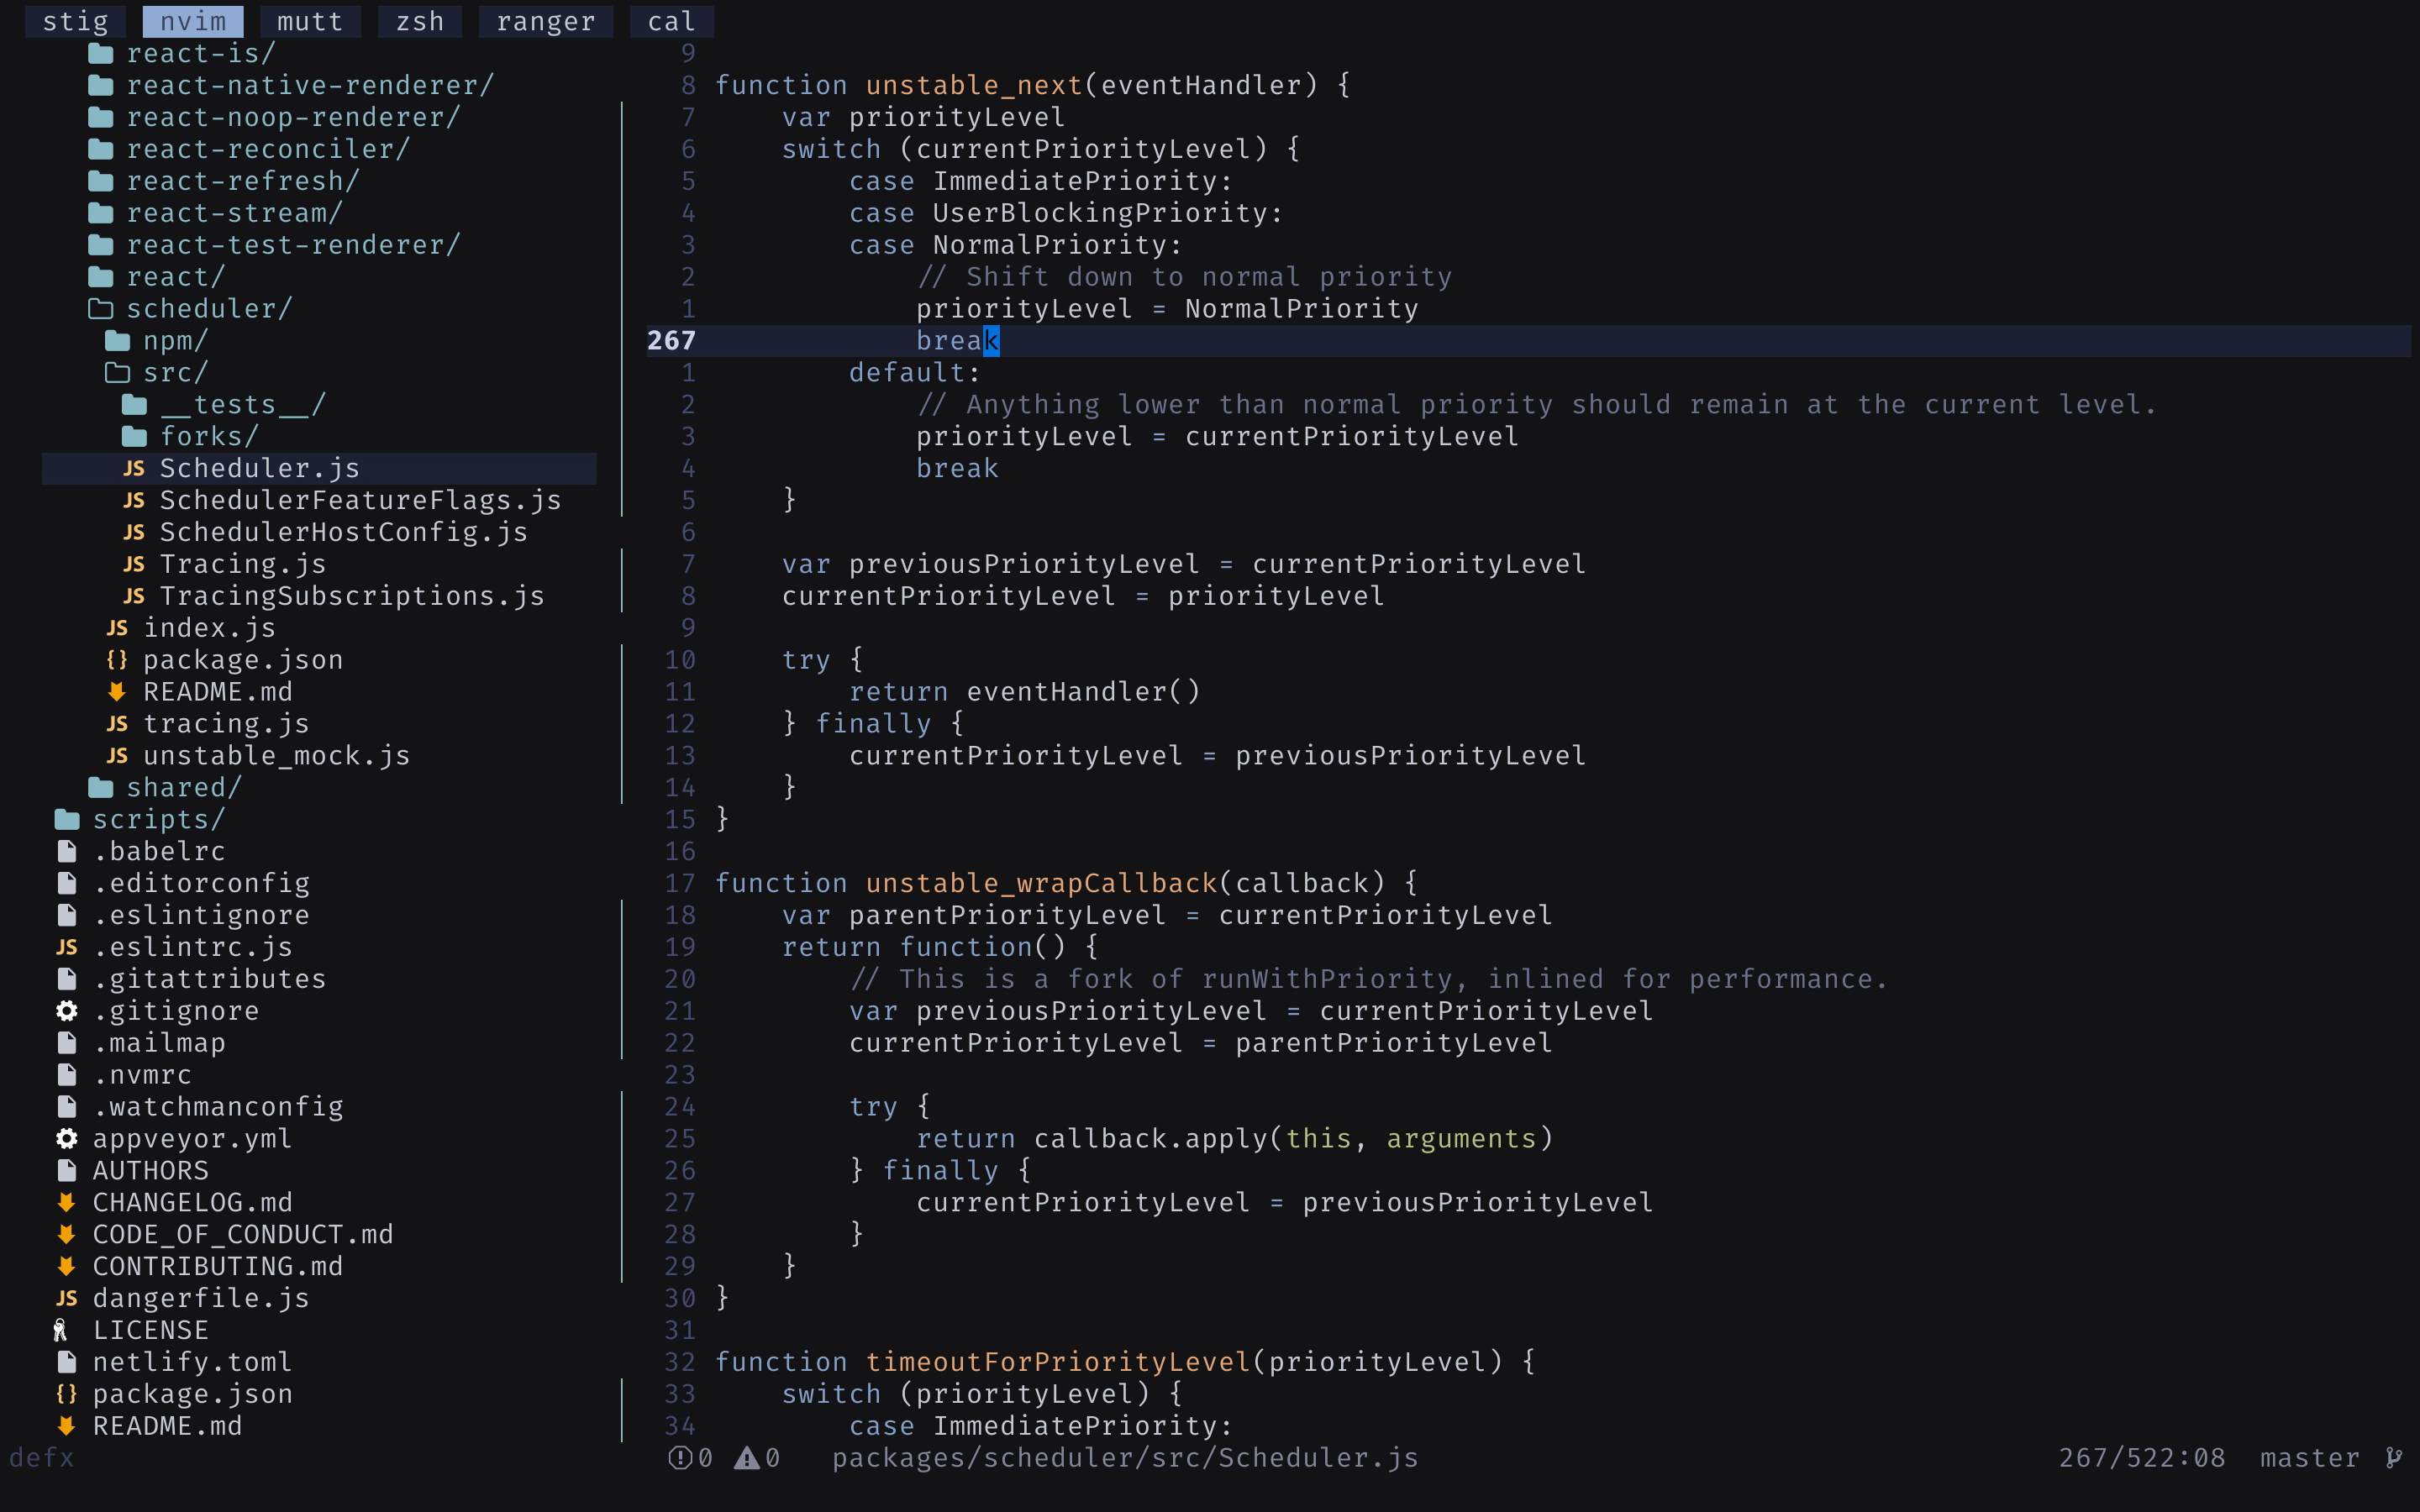 stig nvim mutt zsh ranger cal
react-is/
react-native-renderer/
react-noop-renderer/
react-reconciler/
react-refresh/
react-stream/
react-test-renderer/
react/
scheduler/
npm/
src/
__tests__/
forks/
JS Scheduler.js
JS SchedulerFeatureFlags.js
JS SchedulerHostConfig.js
JS Tracing.js
JS TracingSubscriptions.js
JS index.js
{} package.json
README.md
JS tracing.js
JS unstable_mock.js
shared/
scripts/
.babelrc
.editorconfig
.eslintignore
JS .eslintrc.js
.gitattributes
.gitignore
.mailmap
.nvmrc
.watchmanconfig
appveyor.yml
AUTHORS
CHANGELOG.md
CODE_OF_CONDUCT.md
CONTRIBUTING.md
JS dangerfile.js
LICENSE
netlify.toml
{} package.json
README.md
9
8 function unstable_next(eventHandler) {
7     var priorityLevel
6     switch (currentPriorityLevel) {
5         case ImmediatePriority:
4         case UserBlockingPriority:
3         case NormalPriority:
2             // Shift down to normal priority
1             priorityLevel = NormalPriority
267             break
1         default:
2             // Anything lower than normal priority should remain at the current level.
3             priorityLevel = currentPriorityLevel
4             break
5     }
6
7     var previousPriorityLevel = currentPriorityLevel
8     currentPriorityLevel = priorityLevel
9
10     try {
11         return eventHandler()
12     } finally {
13         currentPriorityLevel = previousPriorityLevel
14     }
15 }
16
17 function unstable_wrapCallback(callback) {
18     var parentPriorityLevel = currentPriorityLevel
19     return function() {
20         // This is a fork of runWithPriority, inlined for performance.
21         var previousPriorityLevel = currentPriorityLevel
22         currentPriorityLevel = parentPriorityLevel
23
24         try {
25             return callback.apply(this, arguments)
26         } finally {
27             currentPriorityLevel = previousPriorityLevel
28         }
29     }
30 }
31
32 function timeoutForPriorityLevel(priorityLevel) {
33     switch (priorityLevel) {
34         case ImmediatePriority:
defx 0 0 packages/scheduler/src/Scheduler.js 267/522:08 master